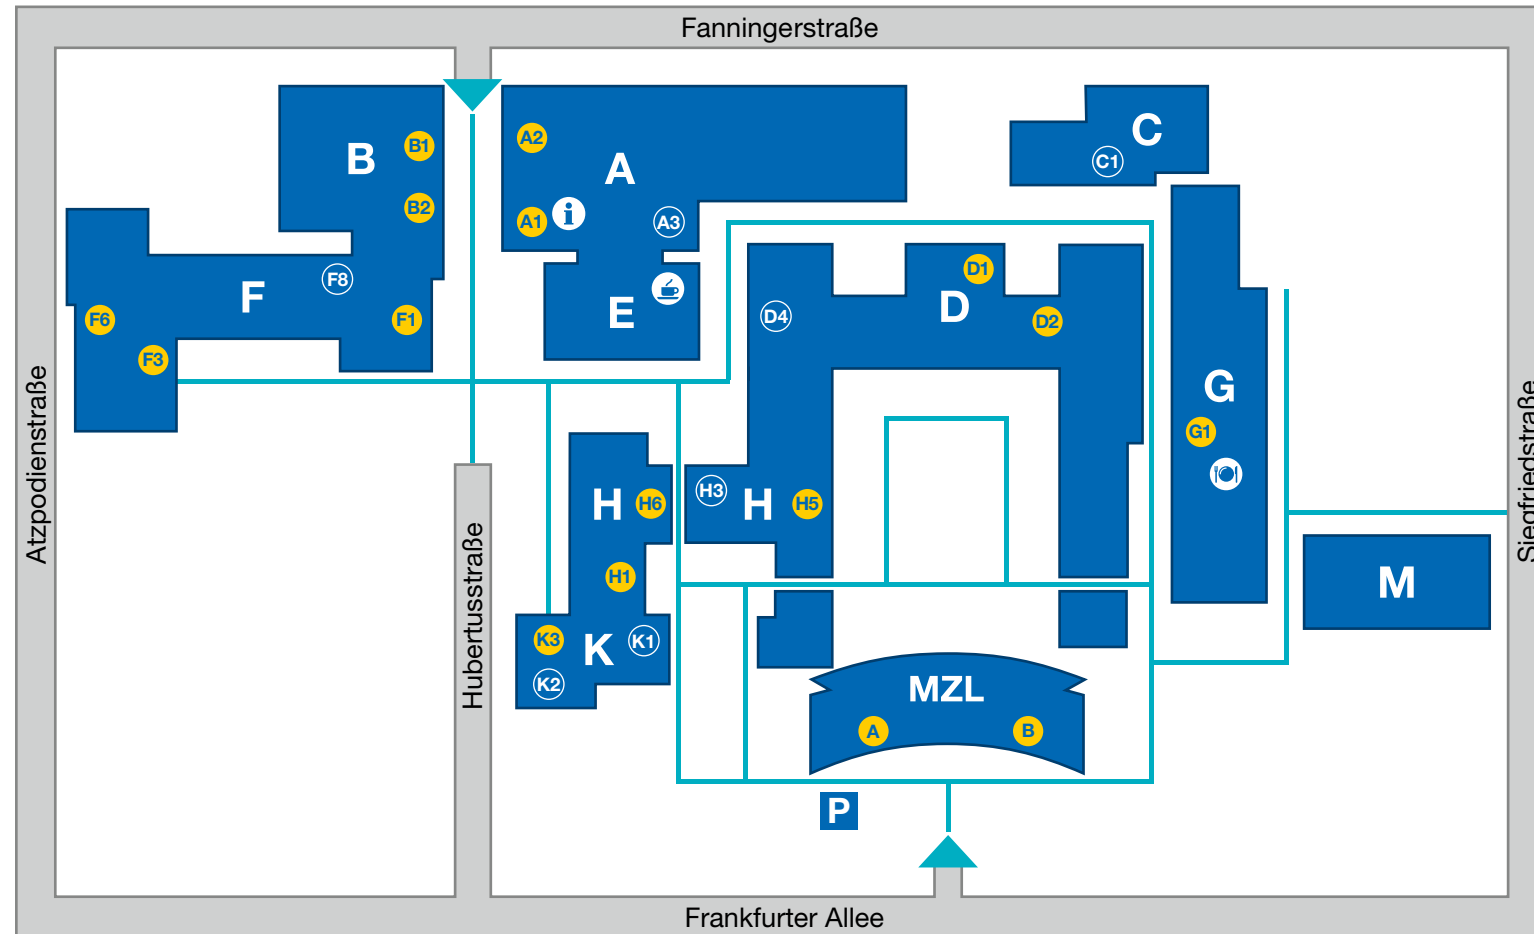 Fanningerstraße
B
B1
B2
A2
A
A1
i
A3
C
C1
F
F8
F6
F1
F3
E
D1
D
D4
D2
G
G1
H
H6
H3
H
H5
H1
K3
K
K1
K2
MZL
A
B
M
P
Atzpodienstraße
Hubertusstraße
Siegfriedstraße
Frankfurter Allee